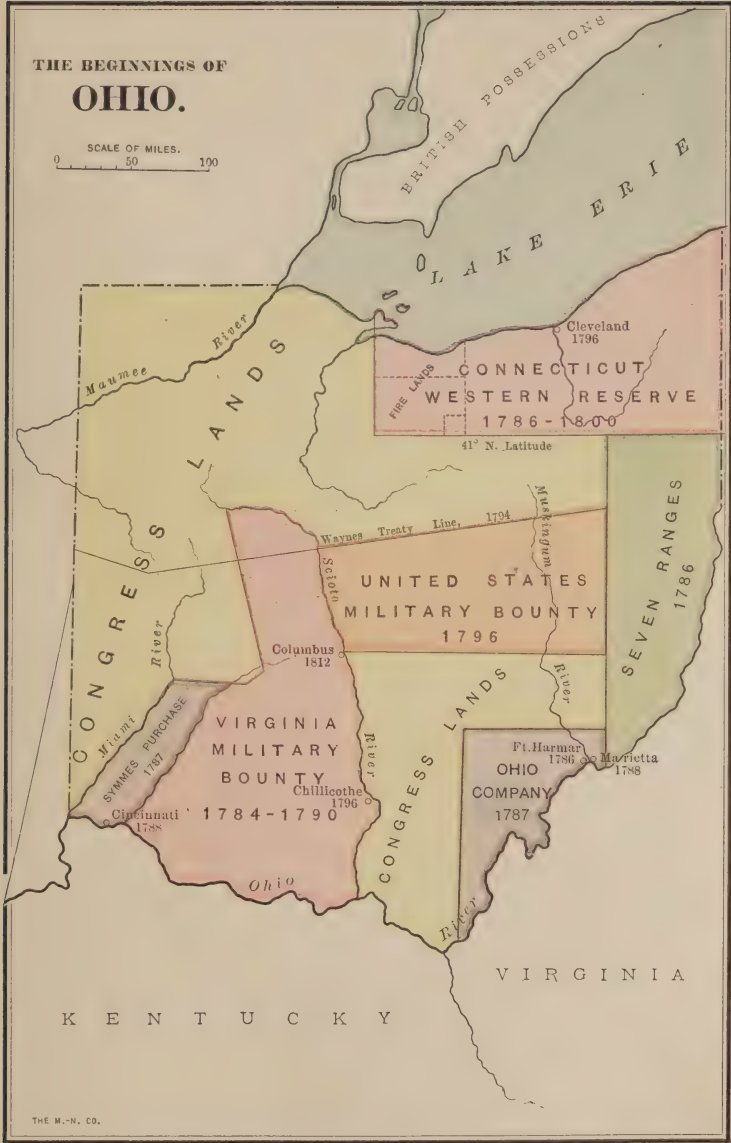 THE BEGINNINGS OF
OHIO.
SCALE OF MILES.
0 50 100
BRITISH POSSESSIONS
LAKE ERIE
Maumee River
Cleveland
1796
FIRE LANDS
CONNECTICUT
WESTERN RESERVE
1786-1800
41° N. Latitude
CONGRESS LANDS
Waynes Treaty Line, 1794
Muskingum River
Scioto River
UNITED STATES
MILITARY BOUNTY
1796
SEVEN RANGES
1786
Columbus
1812
Miami River
SYMMES PURCHASE
1787
VIRGINIA
MILITARY
BOUNTY
1784-1790
Chillicothe
1796
CONGRESS LANDS
Ft. Harmar
1786
Marietta
1788
OHIO
COMPANY
1787
Cincinnati
1788
Ohio River
VIRGINIA
KENTUCKY
THE M.-N. CO.